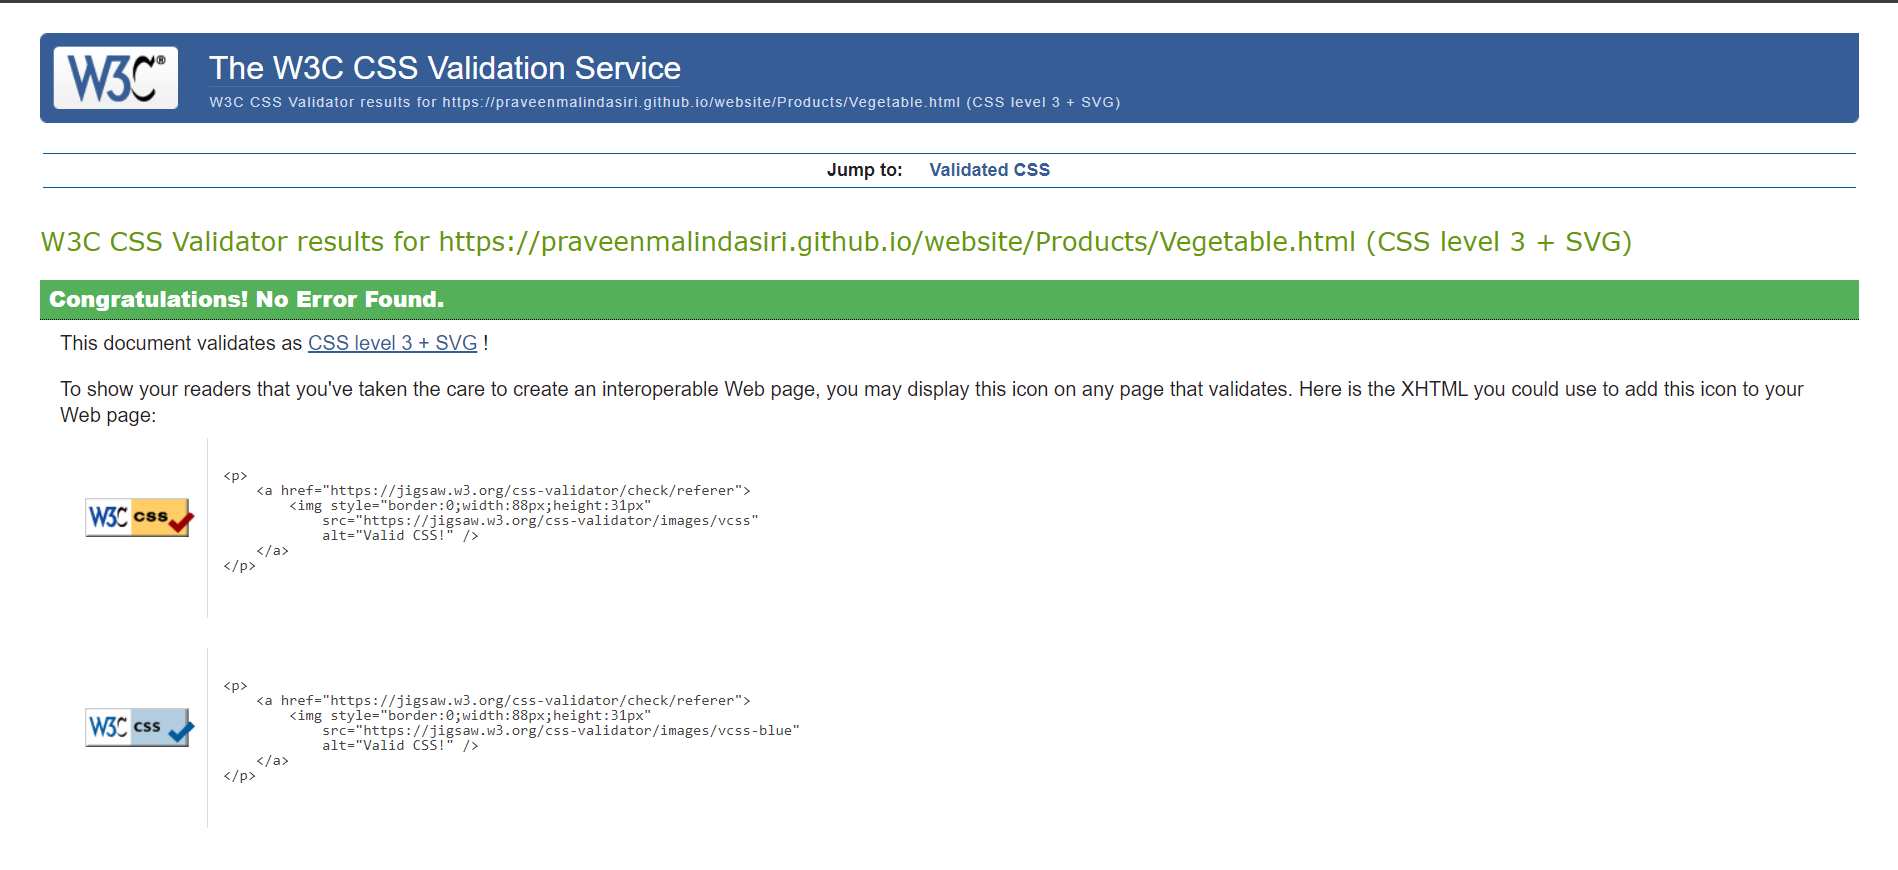 W3C®
The W3C CSS Validation Service
W3C CSS Validator results for https://praveenmalindasiri.github.io/website/Products/Vegetable.html (CSS level 3 + SVG)
Jump to: Validated CSS
W3C CSS Validator results for https://praveenmalindasiri.github.io/website/Products/Vegetable.html (CSS level 3 + SVG)
Congratulations! No Error Found.
This document validates as CSS level 3 + SVG !
To show your readers that you've taken the care to create an interoperable Web page, you may display this icon on any page that validates. Here is the XHTML you could use to add this icon to your
Web page:
W3C css
<p>
    <a href="https://jigsaw.w3.org/css-validator/check/referer">
        <img style="border:0;width:88px;height:31px"
            src="https://jigsaw.w3.org/css-validator/images/vcss"
            alt="Valid CSS!" />
    </a>
</p>
W3C css
<p>
    <a href="https://jigsaw.w3.org/css-validator/check/referer">
        <img style="border:0;width:88px;height:31px"
            src="https://jigsaw.w3.org/css-validator/images/vcss-blue"
            alt="Valid CSS!" />
    </a>
</p>